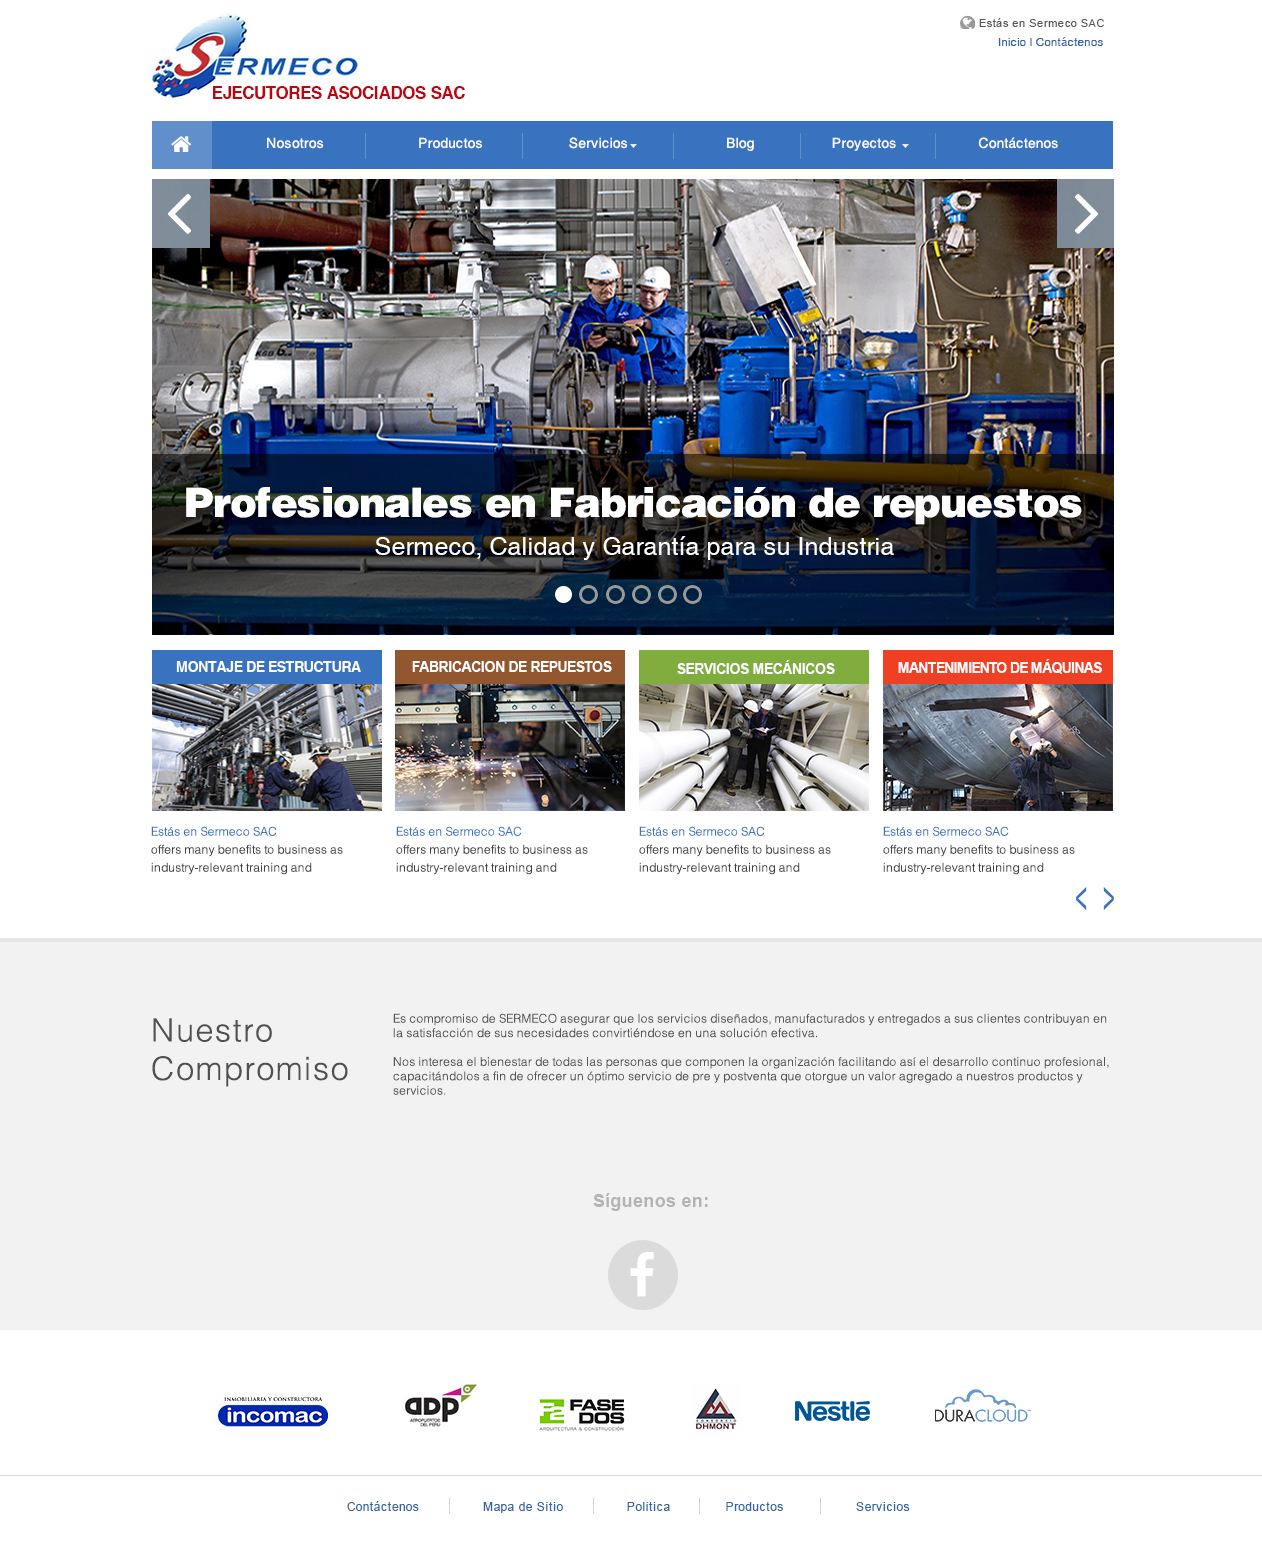 Estás en Sermeco SAC
Inicio | Contáctenos
SERMECO
EJECUTORES ASOCIADOS SAC
Nosotros
Productos
Servicios
Blog
Proyectos
Contáctenos
KSB
Profesionales en Fabricación de repuestos
Sermeco, Calidad y Garantía para su Industria
MONTAJE DE ESTRUCTURA
Estás en Sermeco SAC
offers many benefits to business as
industry-relevant training and
FABRICACION DE REPUESTOS
Estás en Sermeco SAC
offers many benefits to business as
industry-relevant training and
SERVICIOS MECÁNICOS
Estás en Sermeco SAC
offers many benefits to business as
industry-relevant training and
MANTENIMIENTO DE MÁQUINAS
Estás en Sermeco SAC
offers many benefits to business as
industry-relevant training and
Nuestro
Compromiso
Es compromiso de SERMECO asegurar que los servicios diseñados, manufacturados y entregados a sus clientes contribuyan en
la satisfacción de sus necesidades convirtiéndose en una solución efectiva.
Nos interesa el bienestar de todas las personas que componen la organización facilitando así el desarrollo continuo profesional,
capacitándolos a fin de ofrecer un óptimo servicio de pre y postventa que otorgue un valor agregado a nuestros productos y
servicios.
Síguenos en:
f
INMOBILIARIA Y CONSTRUCTORA
incomac
adp
AEROPUERTOS
DEL PERÚ
FASE
DOS
ARQUITECTURA & CONSTRUCCIÓN
CONSORCIO
DHMONT
Nestlé
DURACLOUD
Contáctenos
Mapa de Sitio
Politica
Productos
Servicios